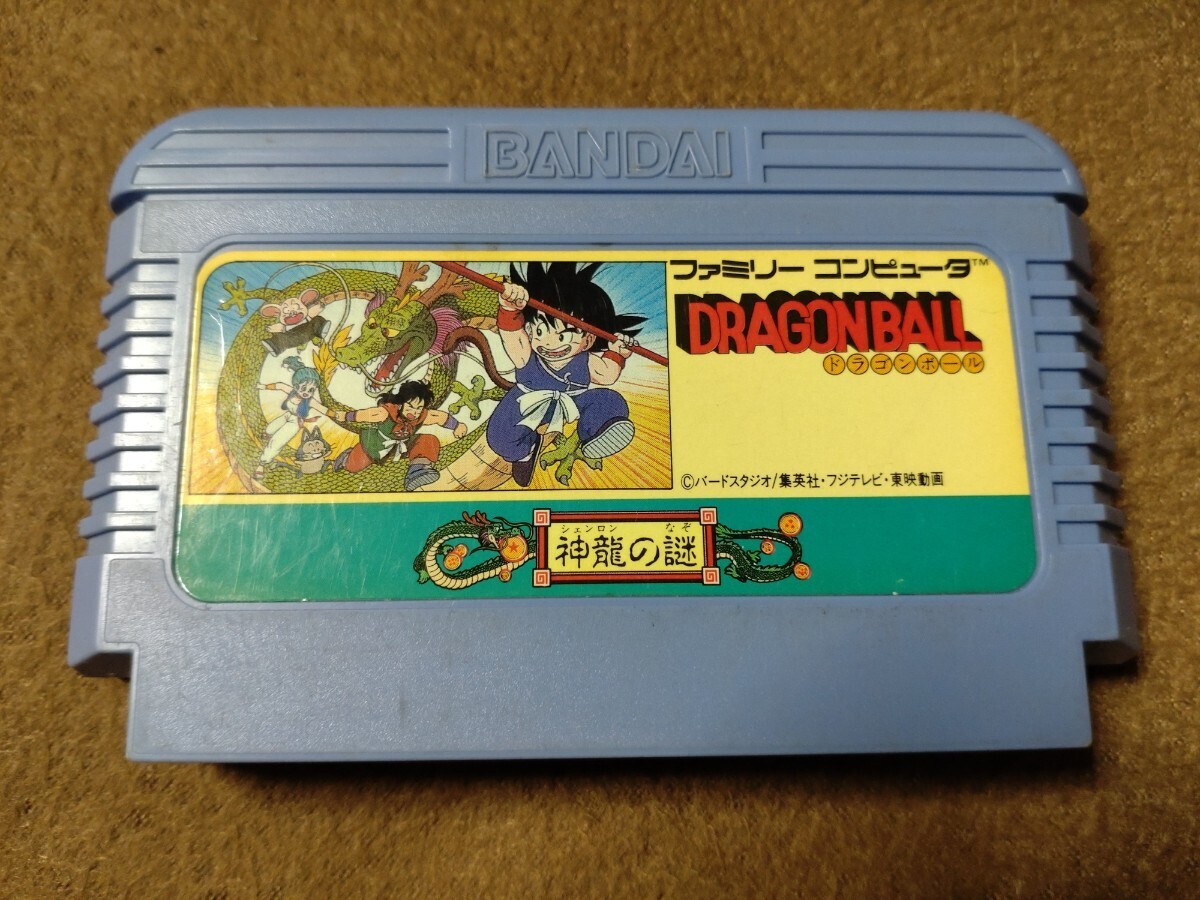 BANDAI
ファミリー コンピュータ™
DRAGONBALL
ドラゴンボール
©バードスタジオ/集英社・フジテレビ・東映動画
シェンロン なぞ
神龍の謎